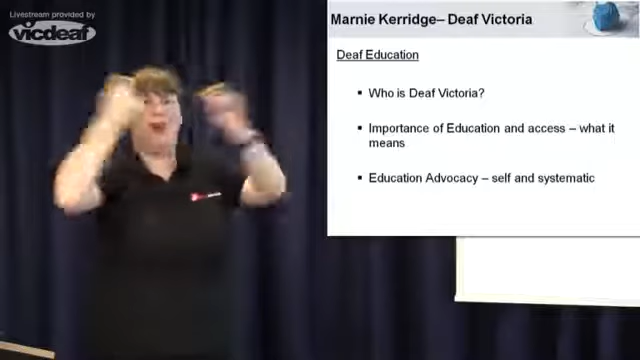 Livestream provided by
vicdeaf
Marnie Kerridge– Deaf Victoria
Deaf Education
▪ Who is Deaf Victoria?
▪ Importance of Education and access – what it
means
▪ Education Advocacy – self and systematic